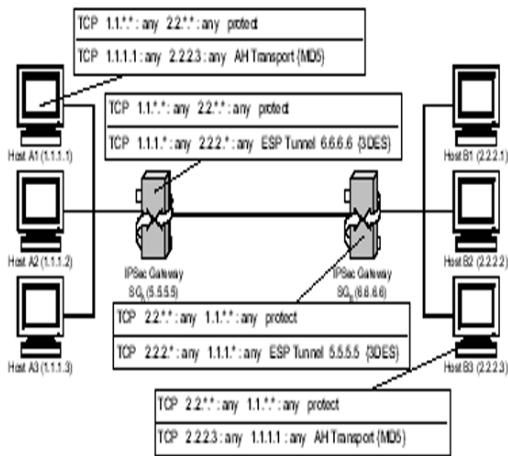 TCP 1.1.*.* : any 2.2.*.* : any protect
TCP 1.1.1.1 : any 2.2.2.3 : any AH Transport {MD5}
TCP 1.1.*.* : any 2.2.*.* : any protect
TCP 1.1.1.* : any 2.2.2.* : any ESP Tunnel 6.6.6.6 {3DES}
Host A1 (1.1.1.1)
Host B1 (2.2.2.1)
Host A2 (1.1.1.2)
IPSec Gateway
SG (5.5.5.5)
IPSec Gateway
SG (6.6.6.6)
Host B2 (2.2.2.2)
TCP 2.2.*.* : any 1.1.*.* : any protect
TCP 2.2.2.* : any 1.1.1.* : any ESP Tunnel 5.5.5.5 {3DES}
Host A3 (1.1.1.3)
Host B3 (2.2.2.3)
TCP 2.2.*.* : any 1.1.*.* : any protect
TCP 2.2.2.3 : any 1.1.1.1 : any AH Transport {MD5}